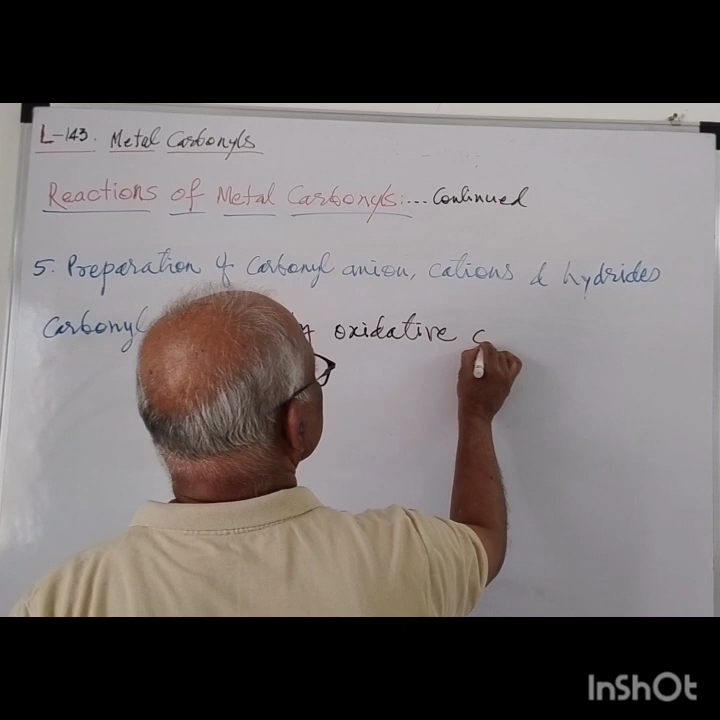 L-143. Metal Carbonyls
Reactions of Metal Carbonyls:... Continued
5. Preparation of Carbonyl anion, cations & hydrides
Carbonyl oxidative
InShOt